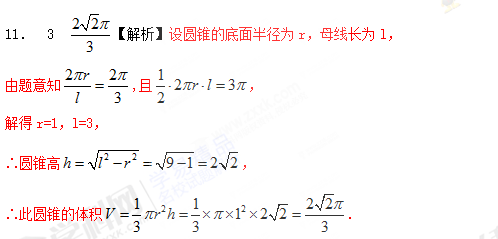 11. 3 $\frac{2\sqrt{2}\pi}{3}$【解析】设圆锥的底面半径为 r，母线长为 l，
由题意知 $\frac{2\pi r}{l}=\frac{2\pi}{3}$,且 $\frac{1}{2}\cdot 2\pi r\cdot l=3\pi$，
解得 r=1，l=3，
∴圆锥高 $h=\sqrt{l^2-r^2}=\sqrt{9-1}=2\sqrt{2}$，
∴此圆锥的体积 $V=\frac{1}{3}\pi r^2h=\frac{1}{3}\times\pi\times1^2\times2\sqrt{2}=\frac{2\sqrt{2}\pi}{3}$．